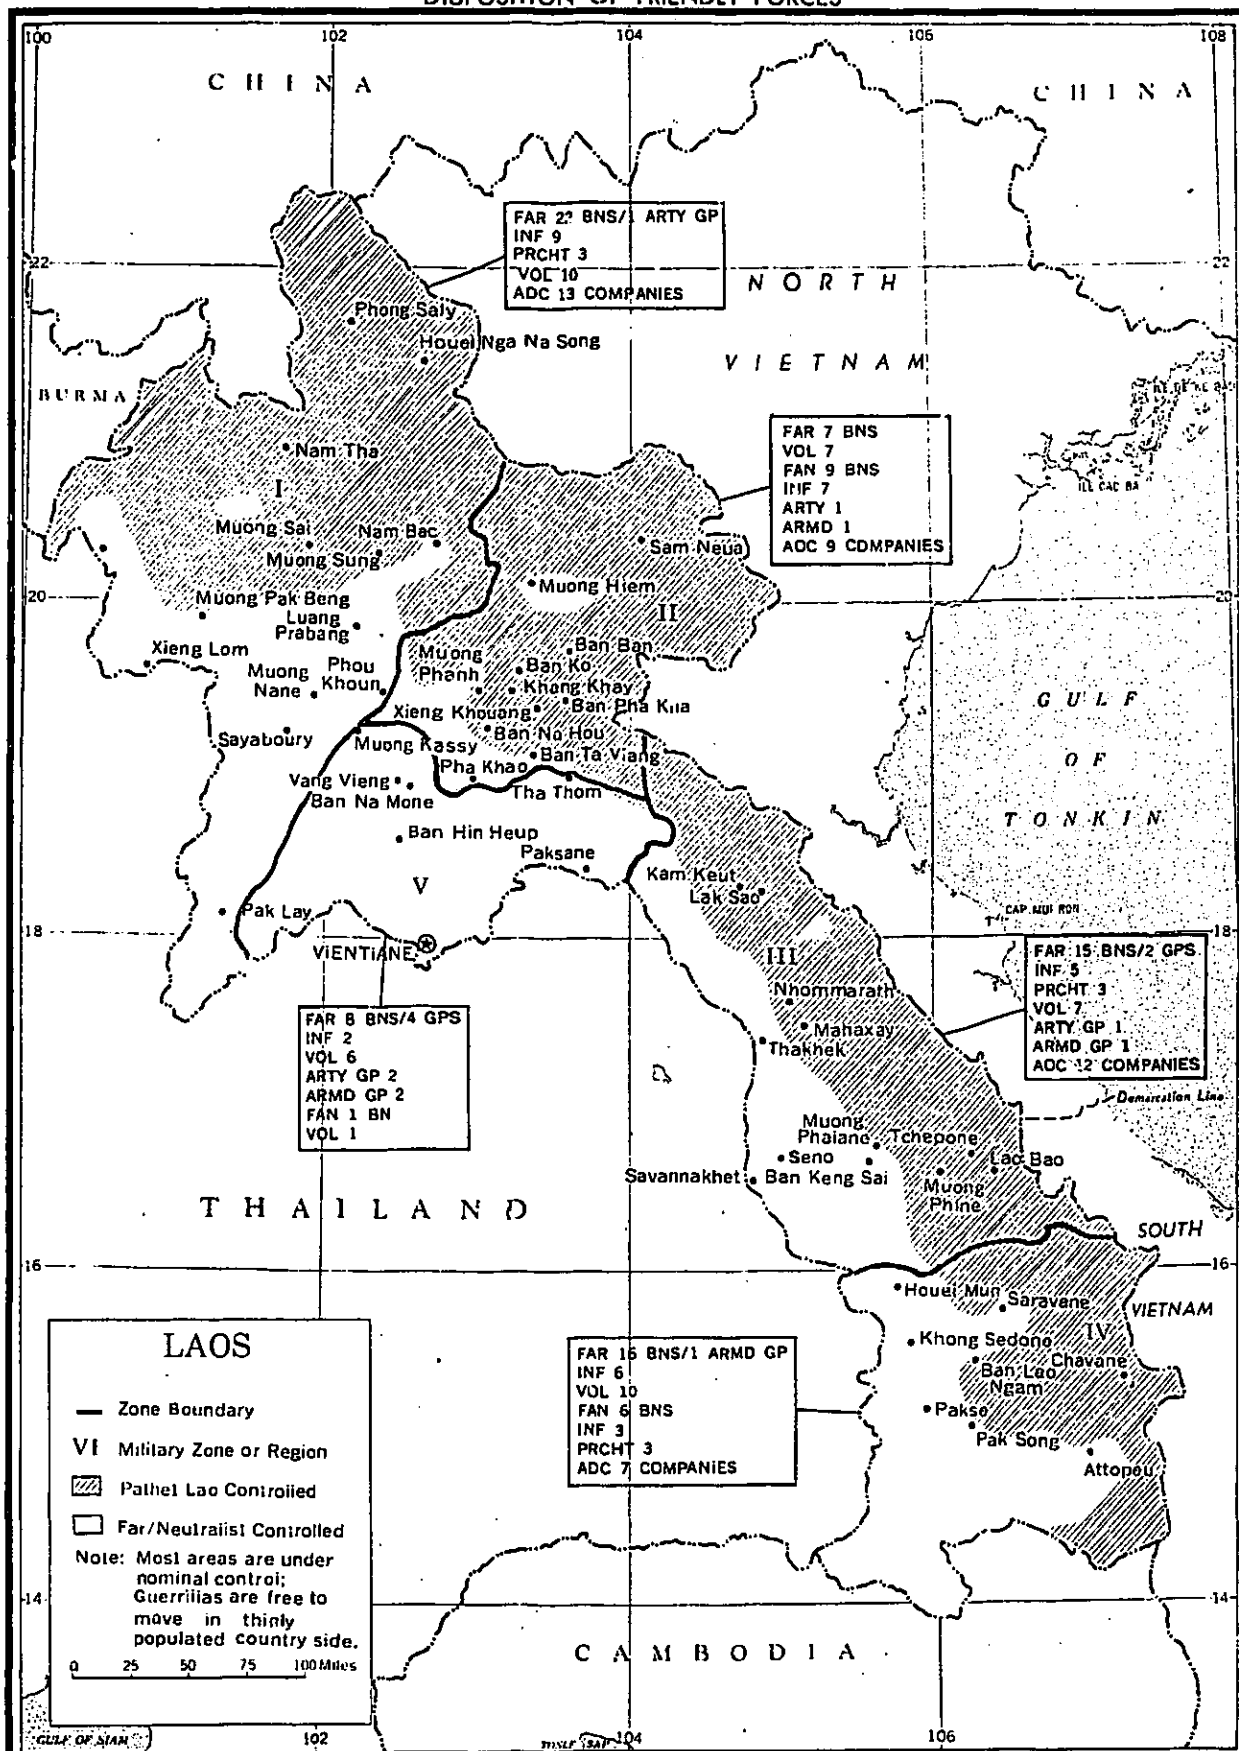 DISPOSITION OF FRIENDLY FORCES
100
102
104
106
108
C H I N A
C H I N A
FAR 22 BNS/1 ARTY GP
INF 9
PRCHT 3
VOL 10
ADC 13 COMPANIES
22
22
N O R T H
V I E T N A M
Phong Saly
Houei Nga Na Song
BURMA
FAR 7 BNS
VOL 7
FAN 9 BNS
INF 7
ARTY 1
ARMD 1
ADC 9 COMPANIES
ILE CAC BA
Nam Tha
I
Muong Sai
Nam Bac
Muong Sung
Sam Neua
Muong Hiem
20
20
Muong Pak Beng
II
Luang
Prabang
Xieng Lom
Muong
Nane
Phou
Khoun
Muong
Phanh
Ban Ban
Ban Ko
Khang Khay
Ban Pha Kha
Xieng Khouang
Ban Na Hou
Sayaboury
Muong Kassy
Ban Ta Viang
Pha Khao
Tha Thom
Vang Vieng
Ban Na Mone
Ban Hin Heup
Paksane
G U L F
O F
T O N K I N
V
Kam Keut
Lak Sao
Pak Lay
CAP MUI RON
18
18
VIENTIANE
III
FAR 15 BNS/2 GPS
INF 5
PRCHT 3
VOL 7
ARTY GP 1
ARMD GP 1
ADC 12 COMPANIES
Nhommarath
Mahaxay
Thakhek
FAR 8 BNS/4 GPS
INF 2
VOL 6
ARTY GP 2
ARMD GP 2
FAN 1 BN
VOL 1
Demarcation Line
Muong
Phalane
Tchepone
Seno
Lao Bao
Savannakhet
Ban Keng Sai
Muong
Phine
T H A I L A N D
SOUTH
VIETNAM
16
16
Houei Mun
Saravane
IV
Khong Sedone
Chavane
Ban Lao
Ngam
Pakse
Pak Song
Attopeu
FAR 16 BNS/1 ARMD GP
INF 6
VOL 10
FAN 6 BNS
INF 3
PRCHT 3
ADC 7 COMPANIES
LAOS
Zone Boundary
VI Military Zone or Region
Pathet Lao Controlled
Far/Neutralist Controlled
Note: Most areas are under
nominal control;
Guerrillas are free to
move in thinly
populated country side.
0 25 50 75 100 Miles
14
14
C A M B O D I A
GULF OF SIAM
102
TONLE SAP
104
106